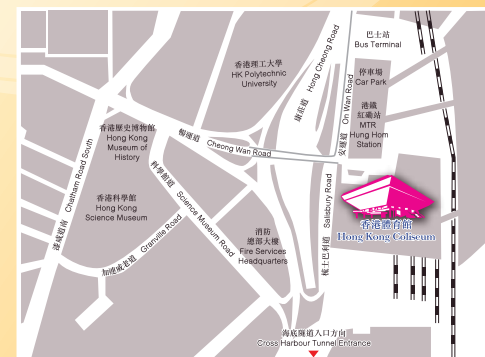 巴士站
Bus Terminal
停車場
Car Park
港鐵
紅磡站
MTR
Hung Hom
Station
香港理工大學
HK Polytechnic
University
康莊道 Hong Cheong Road
安運道 On Wan Road
暢運道 Cheong Wan Road
香港歷史博物館
Hong Kong
Museum of
History
漆咸道南 Chatham Road South
科學館道 Science Museum Road
香港科學館
Hong Kong
Science Museum
加連威老道 Granville Road
消防
總部大樓
Fire Services
Headquarters
梳士巴利道 Salisbury Road
香港體育館
Hong Kong Coliseum
海底隧道入口方向
Cross Harbour Tunnel Entrance